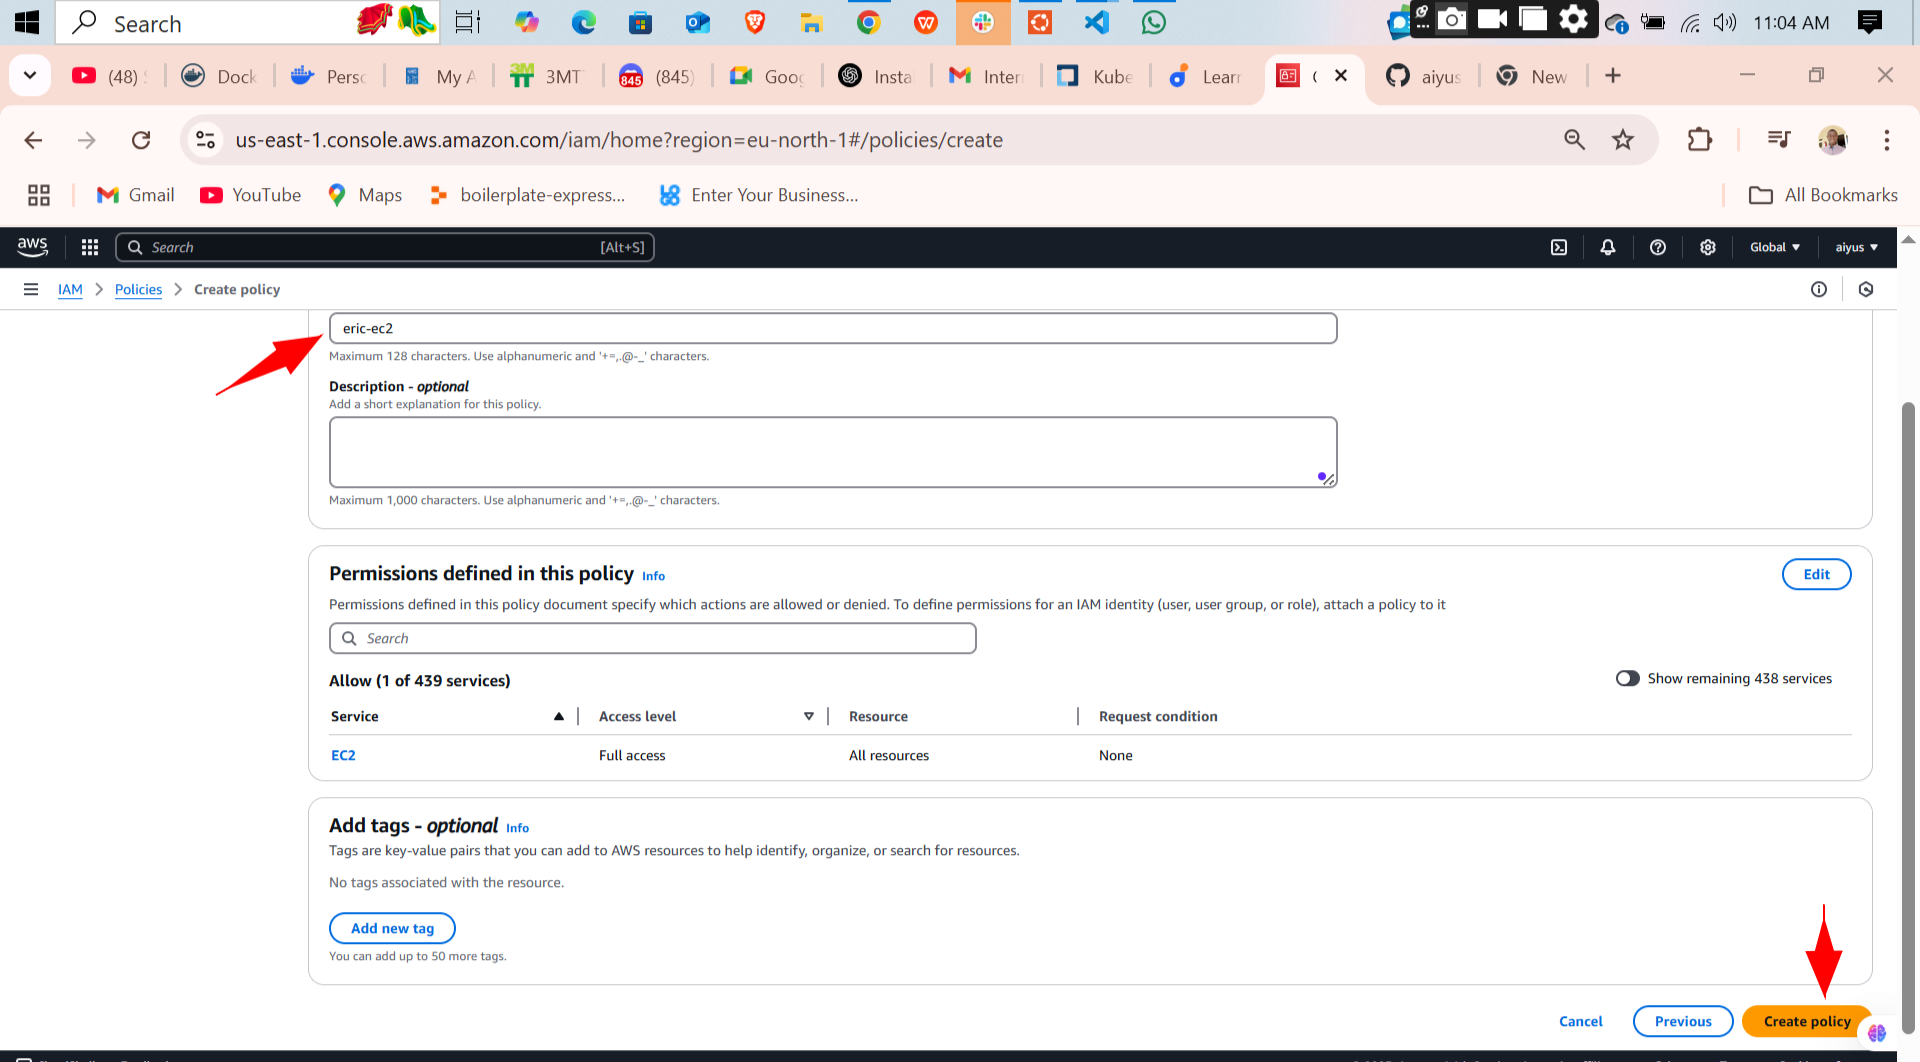 Search
11:04 AM
(48)
Dock
Perso
My A
3MT
845 (845)
Goog
Insta
Inter
Kube
Learn
aiyus
New
us-east-1.console.aws.amazon.com/iam/home?region=eu-north-1#/policies/create
Gmail
YouTube
Maps
boilerplate-express...
Enter Your Business...
All Bookmarks
aws
Search
[Alt+S]
Global
aiyus
IAM
Policies
Create policy
eric-ec2
Maximum 128 characters. Use alphanumeric and '+=,.@-_' characters.
Description - optional
Add a short explanation for this policy.
Maximum 1,000 characters. Use alphanumeric and '+=,.@-_' characters.
Permissions defined in this policy Info
Edit
Permissions defined in this policy document specify which actions are allowed or denied. To define permissions for an IAM identity (user, user group, or role), attach a policy to it
Search
Allow (1 of 439 services)
Show remaining 438 services
Service
Access level
Resource
Request condition
EC2
Full access
All resources
None
Add tags - optional Info
Tags are key-value pairs that you can add to AWS resources to help identify, organize, or search for resources.
No tags associated with the resource.
Add new tag
You can add up to 50 more tags.
Cancel
Previous
Create policy